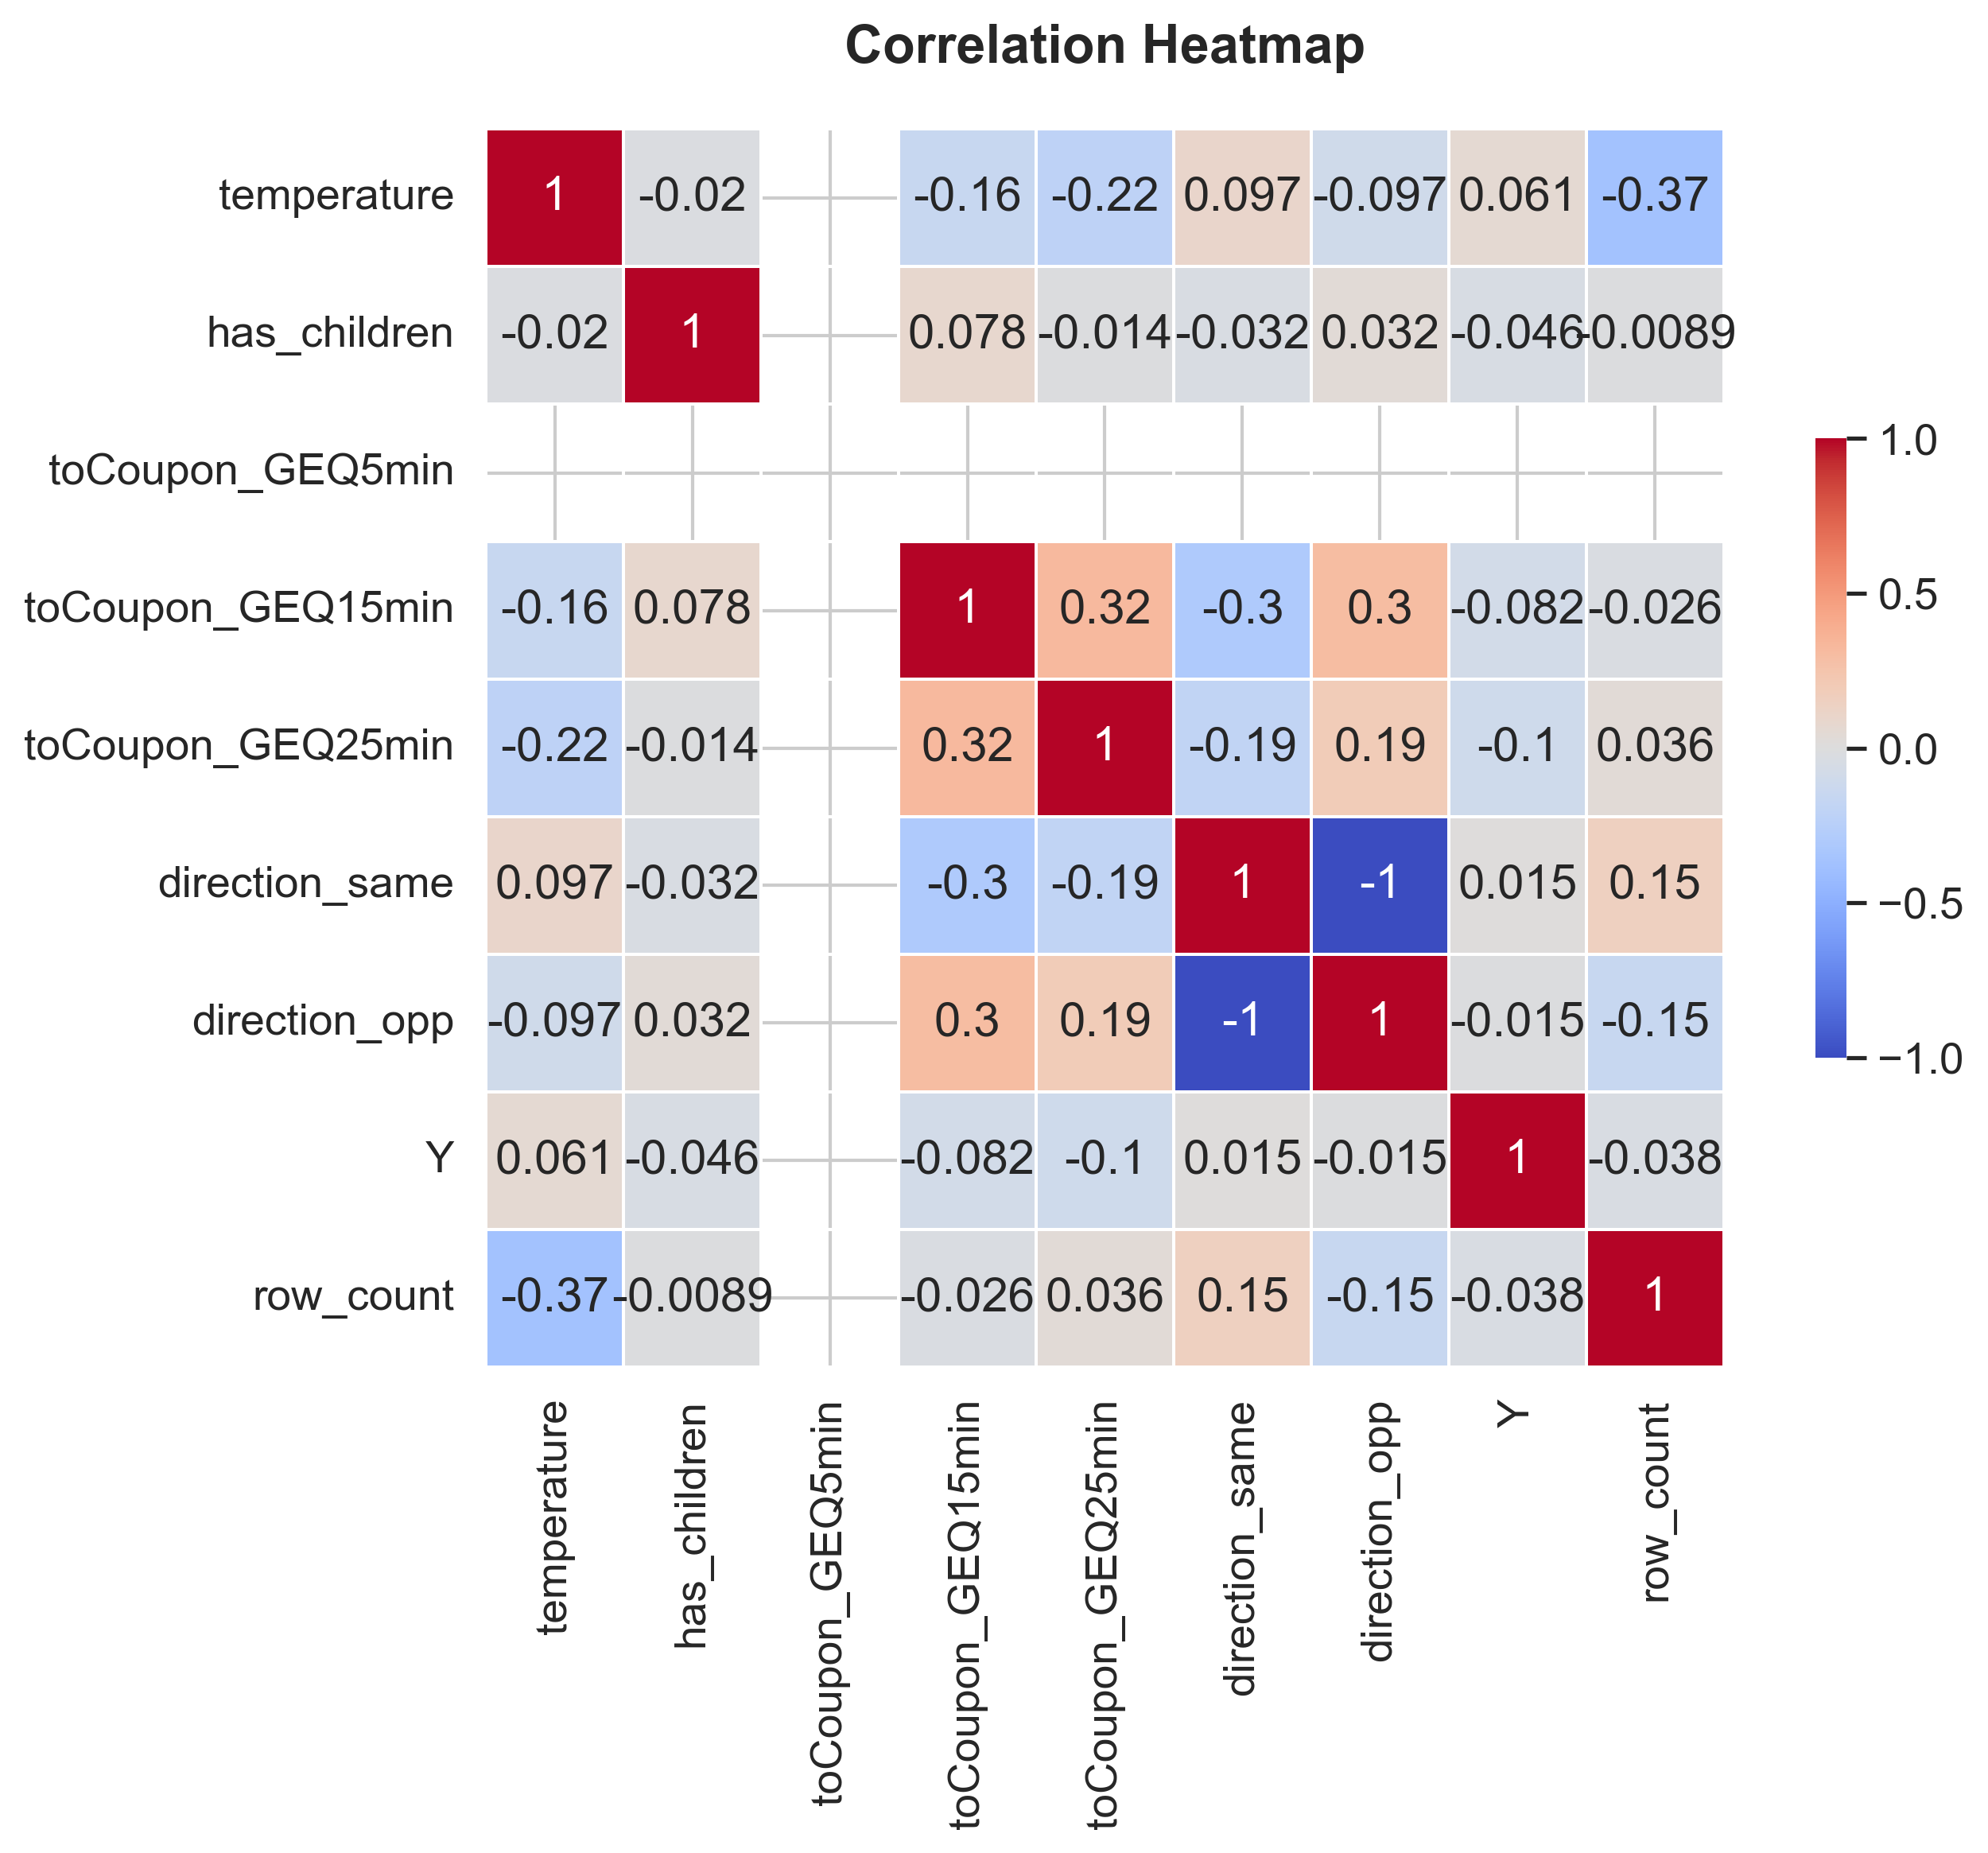 Correlation Heatmap
temperature 1 -0.02 -0.16 -0.22 0.097 -0.097 0.061 -0.37
has_children -0.02 1 0.078 -0.014 -0.032 0.032 -0.046 -0.0089
toCoupon_GEQ5min
toCoupon_GEQ15min -0.16 0.078 1 0.32 -0.3 0.3 -0.082 -0.026
toCoupon_GEQ25min -0.22 -0.014 0.32 1 -0.19 0.19 -0.1 0.036
direction_same 0.097 -0.032 -0.3 -0.19 1 -1 0.015 0.15
direction_opp -0.097 0.032 0.3 0.19 -1 1 -0.015 -0.15
Y 0.061 -0.046 -0.082 -0.1 0.015 -0.015 1 -0.038
row_count -0.37 -0.0089 -0.026 0.036 0.15 -0.15 -0.038 1
temperature
has_children
toCoupon_GEQ5min
toCoupon_GEQ15min
toCoupon_GEQ25min
direction_same
direction_opp
Y
row_count
1.0
0.5
0.0
−0.5
−1.0